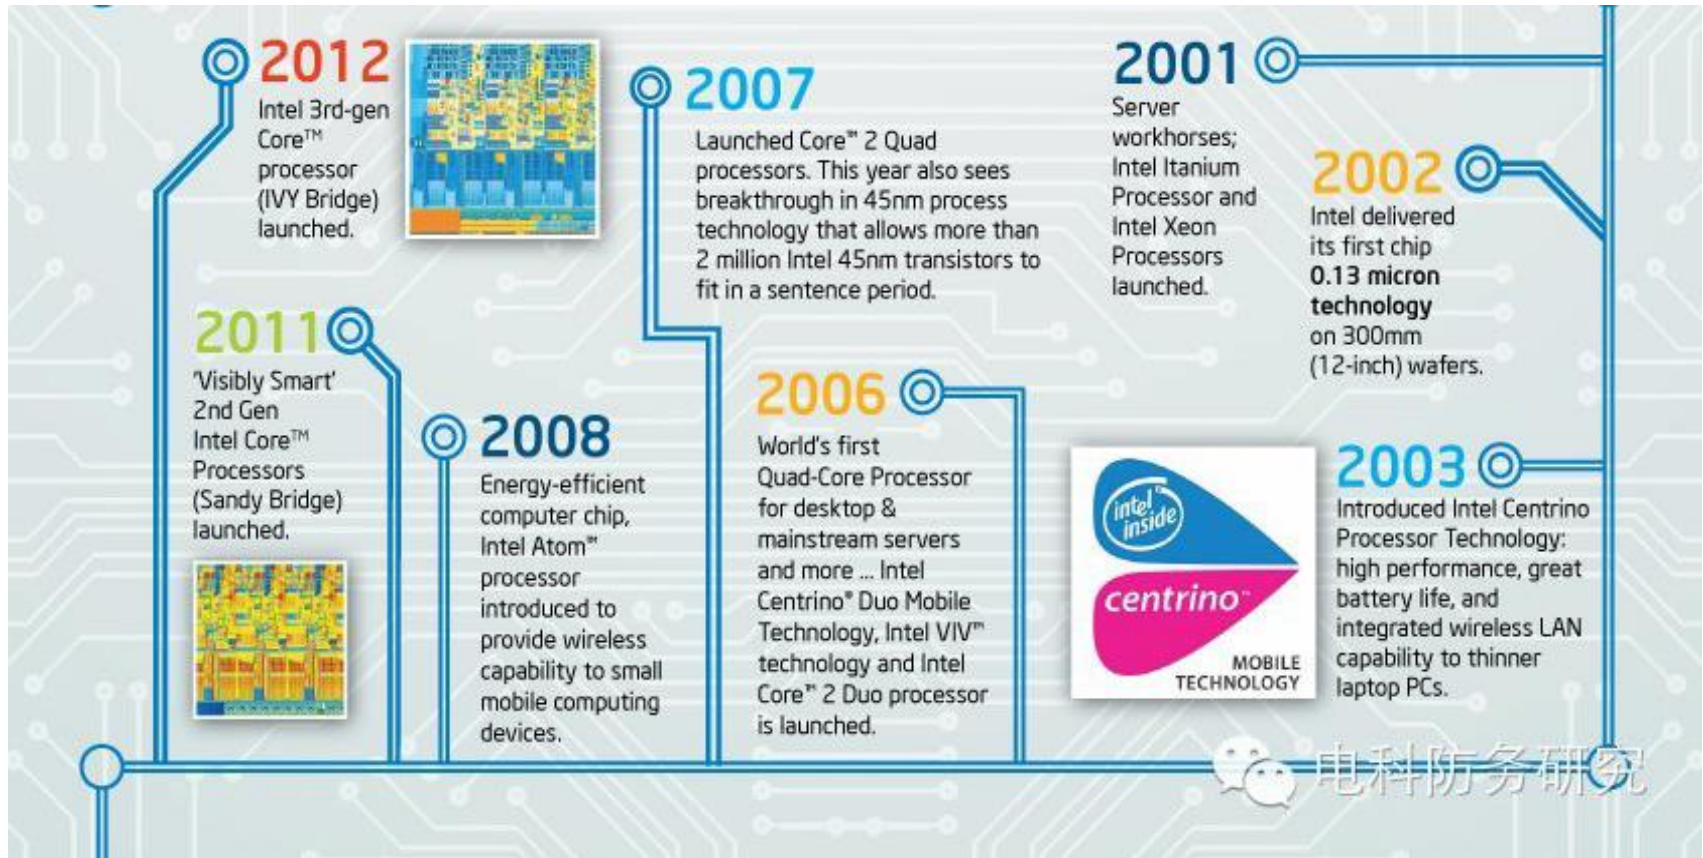 2012
Intel 3rd-gen
Core™
processor
(IVY Bridge)
launched.
2007
Launched Core™ 2 Quad
processors. This year also sees
breakthrough in 45nm process
technology that allows more than
2 million Intel 45nm transistors to
fit in a sentence period.
2001
Server
workhorses;
Intel Itanium
Processor and
Intel Xeon
Processors
launched.
2002
Intel delivered
its first chip
0.13 micron
technology
on 300mm
(12-inch) wafers.
2011
'Visibly Smart'
2nd Gen
Intel Core™
Processors
(Sandy Bridge)
launched.
2008
Energy-efficient
computer chip,
Intel Atom™
processor
introduced to
provide wireless
capability to small
mobile computing
devices.
2006
World's first
Quad-Core Processor
for desktop &
mainstream servers
and more ... Intel
Centrino® Duo Mobile
Technology, Intel VIV™
technology and Intel
Core™ 2 Duo processor
is launched.
intel
inside
centrino™
MOBILE
TECHNOLOGY
2003
Introduced Intel Centrino
Processor Technology:
high performance, great
battery life, and
integrated wireless LAN
capability to thinner
laptop PCs.
电科防务研究